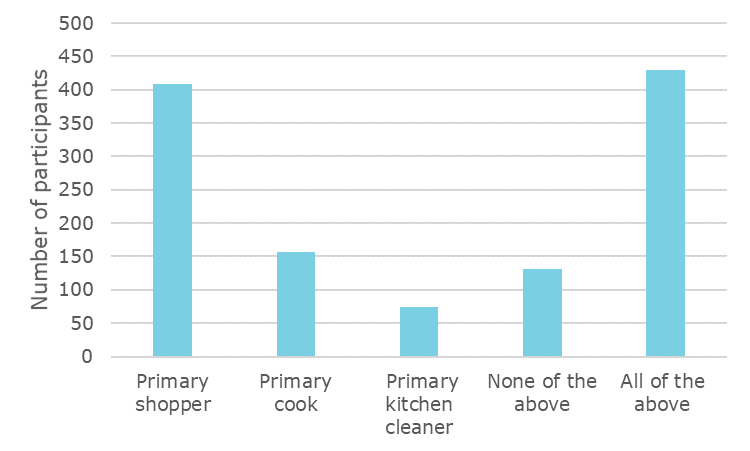 500
450
400
350
300
250
200
150
100
50
0
Number of participants
Primary shopper
Primary cook
Primary kitchen cleaner
None of the above
All of the above